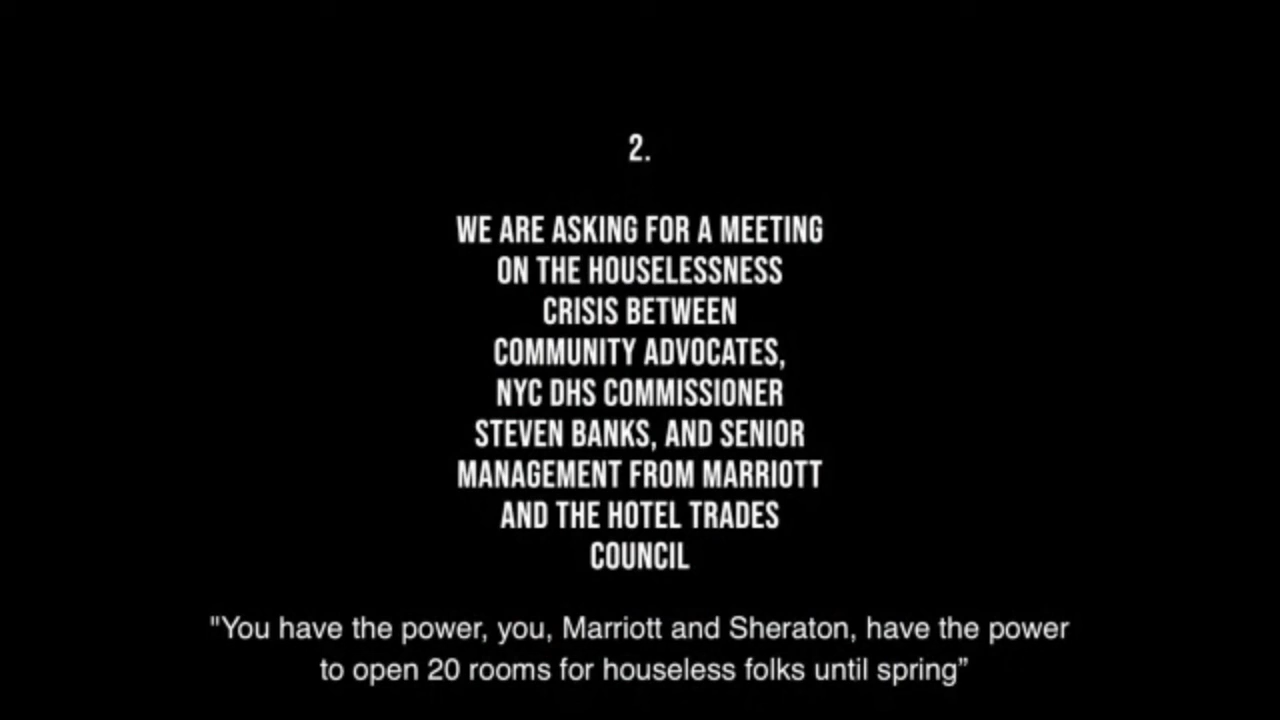 2.
WE ARE ASKING FOR A MEETING
ON THE HOUSELESSNESS
CRISIS BETWEEN
COMMUNITY ADVOCATES,
NYC DHS COMMISSIONER
STEVEN BANKS, AND SENIOR
MANAGEMENT FROM MARRIOTT
AND THE HOTEL TRADES
COUNCIL
"You have the power, you, Marriott and Sheraton, have the power
to open 20 rooms for houseless folks until spring”